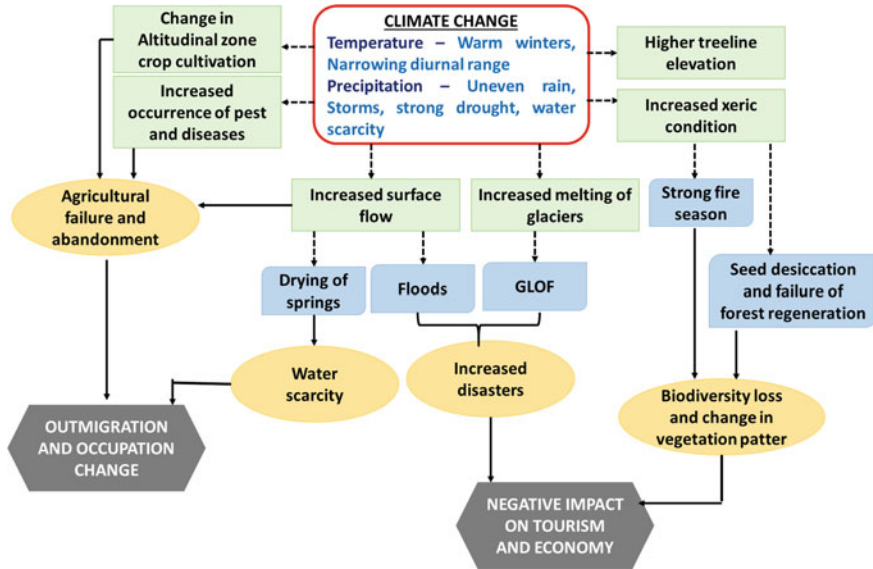 CLIMATE CHANGE
Temperature – Warm winters,
Narrowing diurnal range
Precipitation – Uneven rain,
Storms, strong drought, water
scarcity
Change in
Altitudinal zone
crop cultivation
Increased
occurrence of pest
and diseases
Higher treeline
elevation
Increased xeric
condition
Agricultural
failure and
abandonment
Increased surface
flow
Increased melting of
glaciers
Strong fire
season
Drying of
springs
Floods
GLOF
Seed desiccation
and failure of
forest regeneration
Water
scarcity
Increased
disasters
Biodiversity loss
and change in
vegetation patter
OUTMIGRATION
AND OCCUPATION
CHANGE
NEGATIVE IMPACT
ON TOURISM
AND ECONOMY